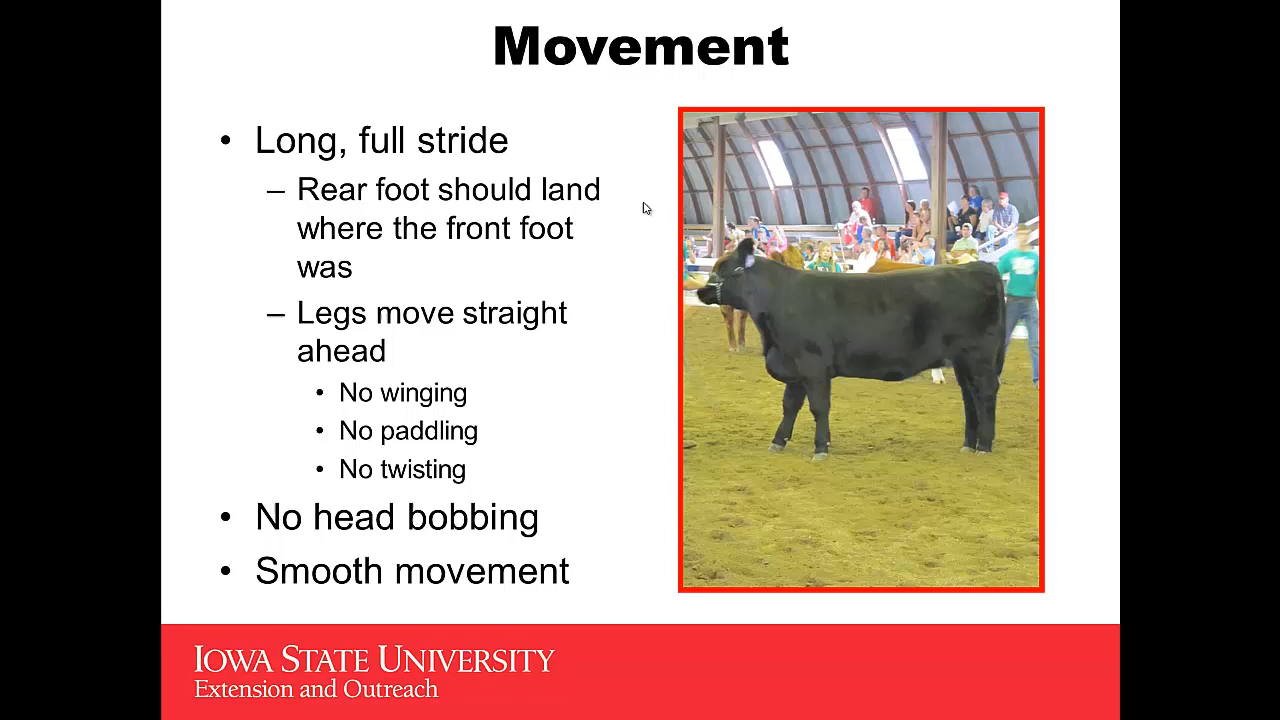 Movement
• Long, full stride
– Rear foot should land
where the front foot
was
– Legs move straight
ahead
• No winging
• No paddling
• No twisting
• No head bobbing
• Smooth movement
IOWA STATE UNIVERSITY
Extension and Outreach